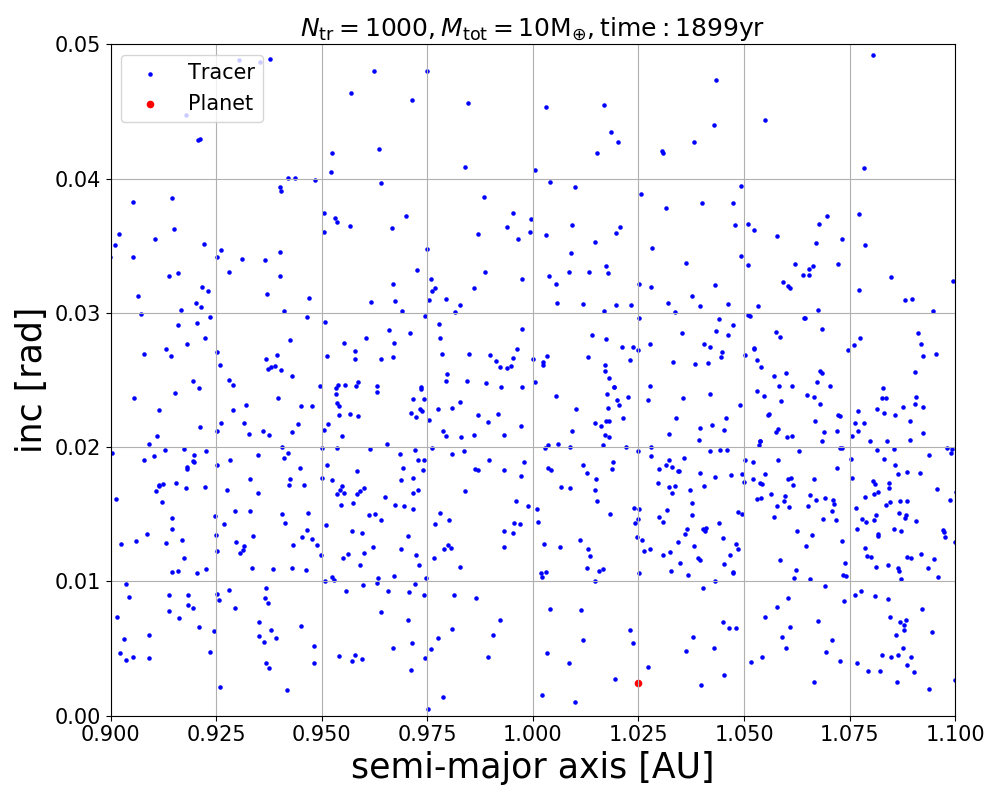 N_tr = 1000, M_tot = 10M_⊕, time : 1899yr
Tracer
Planet
0.05
0.04
0.03
0.02
0.01
0.00
inc [rad]
0.900 0.925 0.950 0.975 1.000 1.025 1.050 1.075 1.100
semi-major axis [AU]